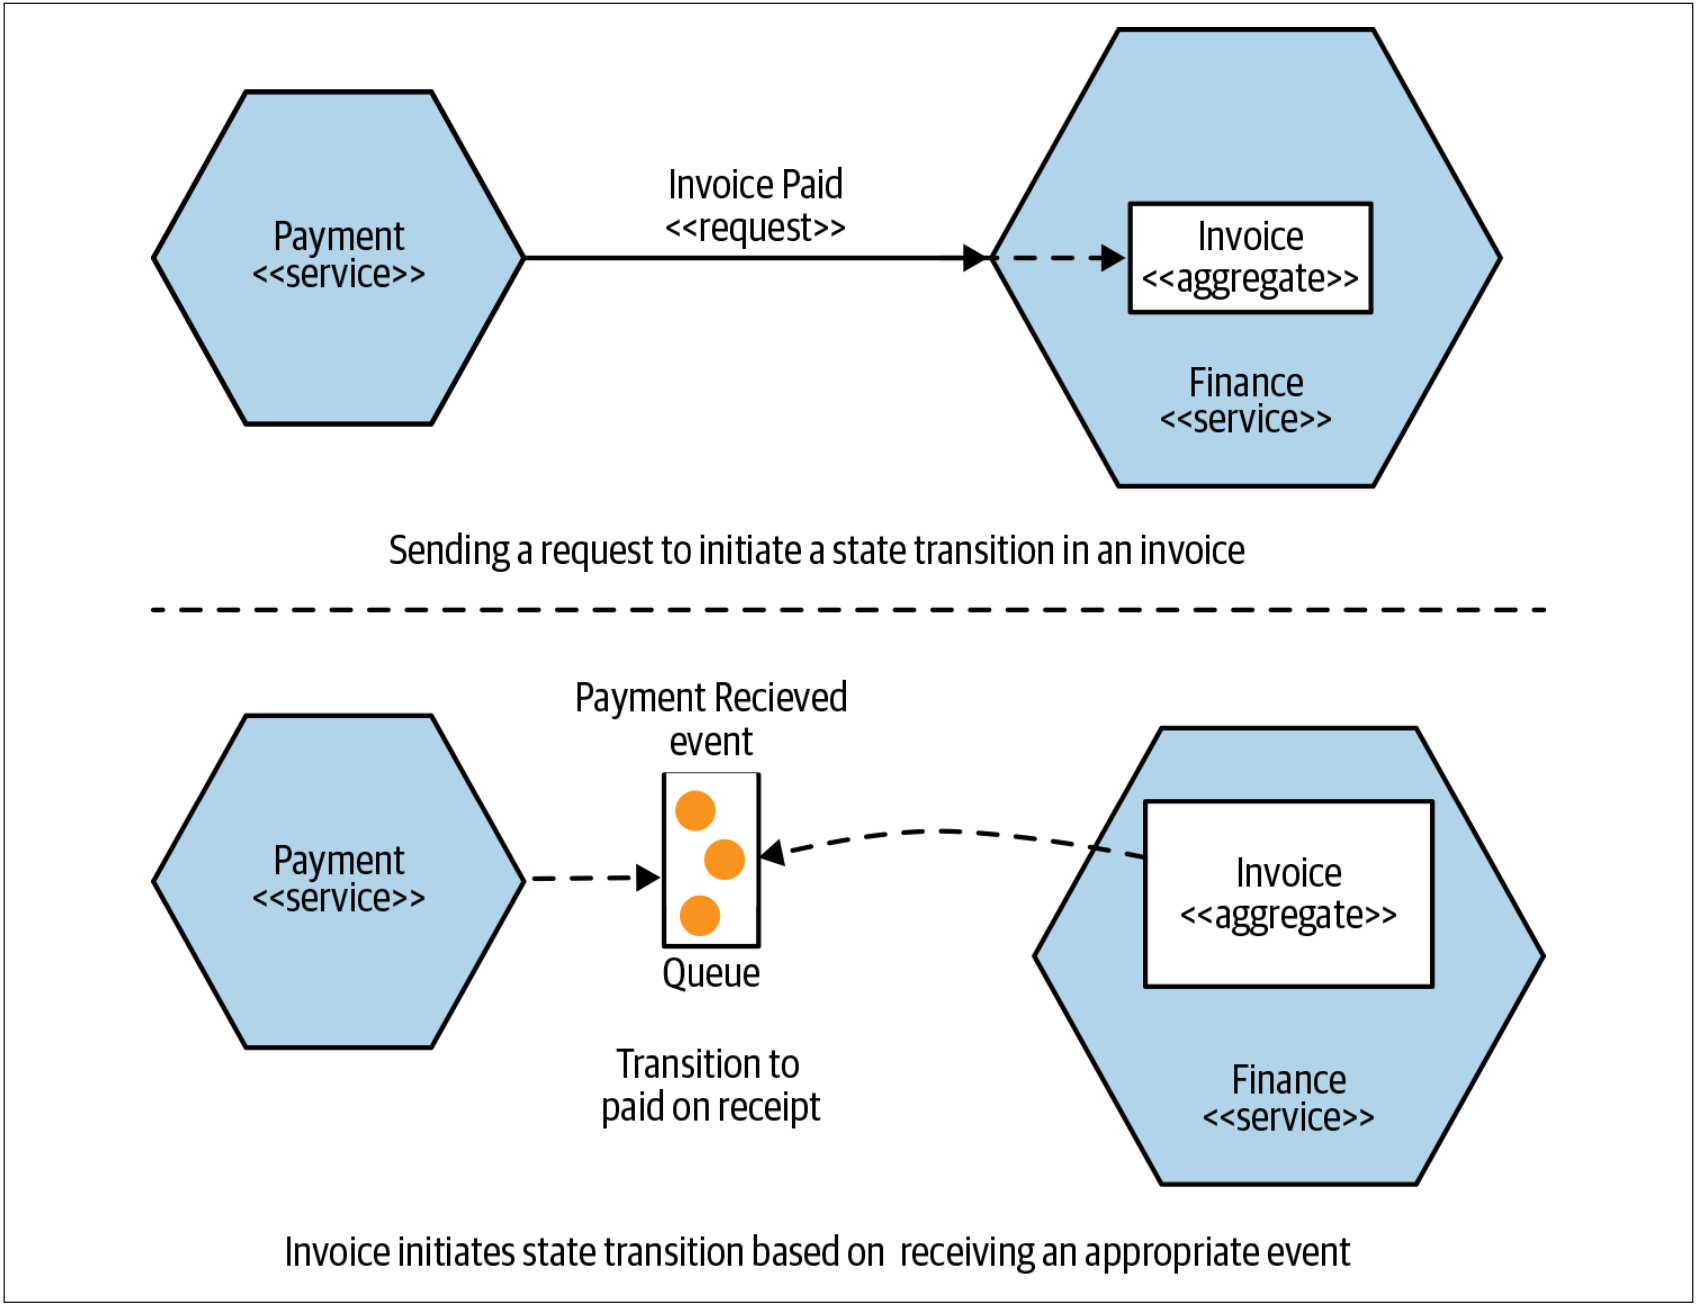 Invoice Paid
<<request>>
Payment
<<service>>
Invoice
<<aggregate>>
Finance
<<service>>
Sending a request to initiate a state transition in an invoice
Payment Recieved
event
Payment
<<service>>
Queue
Invoice
<<aggregate>>
Transition to
paid on receipt
Finance
<<service>>
Invoice initiates state transition based on receiving an appropriate event